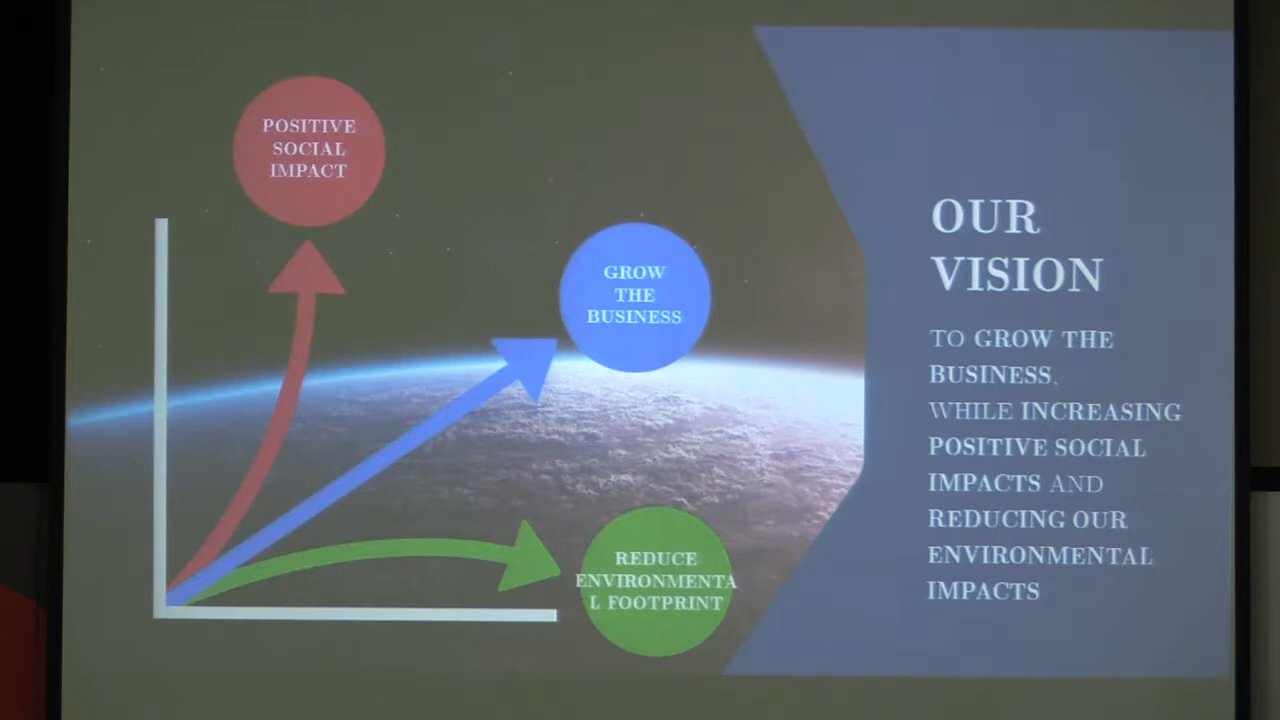 POSITIVE
SOCIAL
IMPACT
GROW
THE
BUSINESS
REDUCE
ENVIRONMENTA
L FOOTPRINT
OUR
VISION
TO GROW THE
BUSINESS,
WHILE INCREASING
POSITIVE SOCIAL
IMPACTS AND
REDUCING OUR
ENVIRONMENTAL
IMPACTS